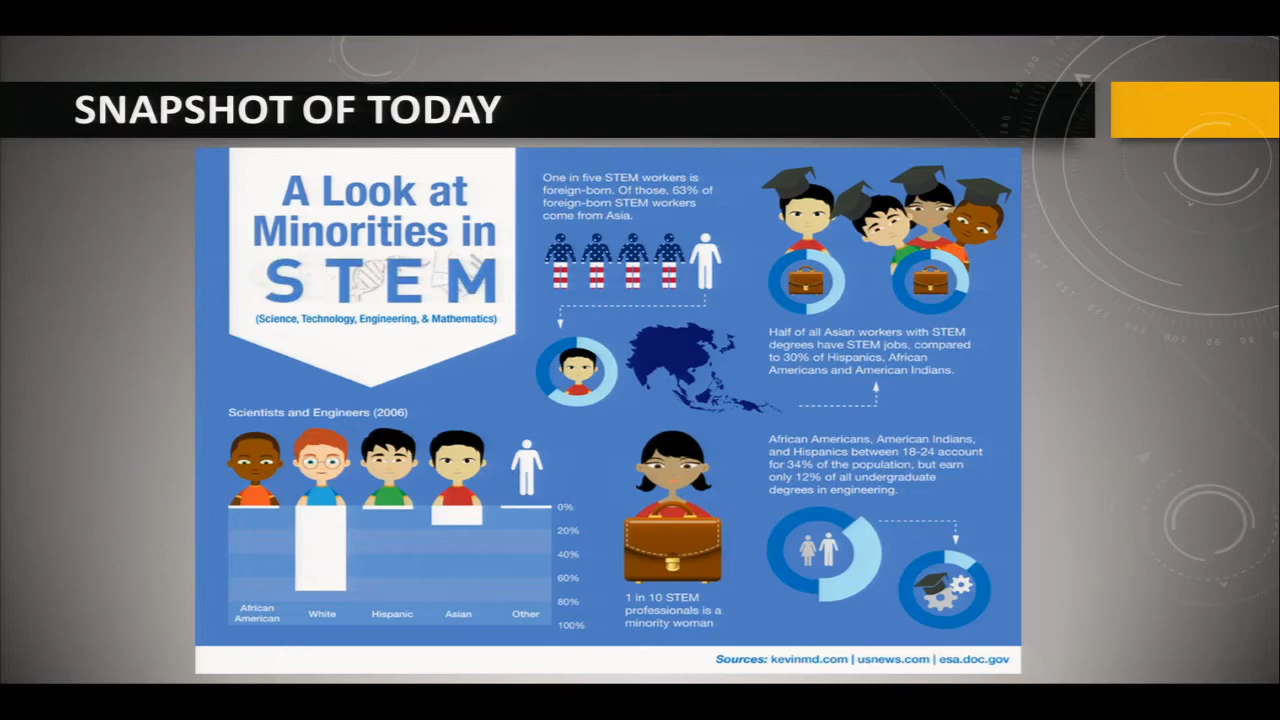 SNAPSHOT OF TODAY
A Look at
Minorities in
STEM
(Science, Technology, Engineering, & Mathematics)
One in five STEM workers is
foreign-born. Of those, 63% of
foreign-born STEM workers
come from Asia.
Half of all Asian workers with STEM
degrees have STEM jobs, compared
to 30% of Hispanics, African
Americans and American Indians.
Scientists and Engineers (2006)
0%
20%
40%
60%
80%
100%
African
American
White
Hispanic
Asian
Other
1 in 10 STEM
professionals is a
minority woman
African Americans, American Indians,
and Hispanics between 18-24 account
for 34% of the population, but earn
only 12% of all undergraduate
degrees in engineering.
Sources: kevinmd.com | usnews.com | esa.doc.gov